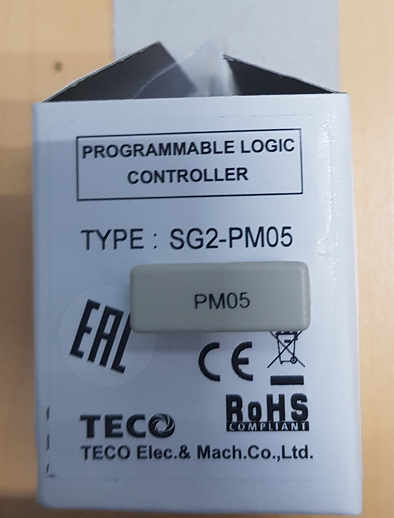 PROGRAMMABLE LOGIC
CONTROLLER
TYPE : SG2-PM05
PM05
EAC
CE
TECO
RoHS
COMPLIANT
TECO Elec.& Mach.Co.,Ltd.